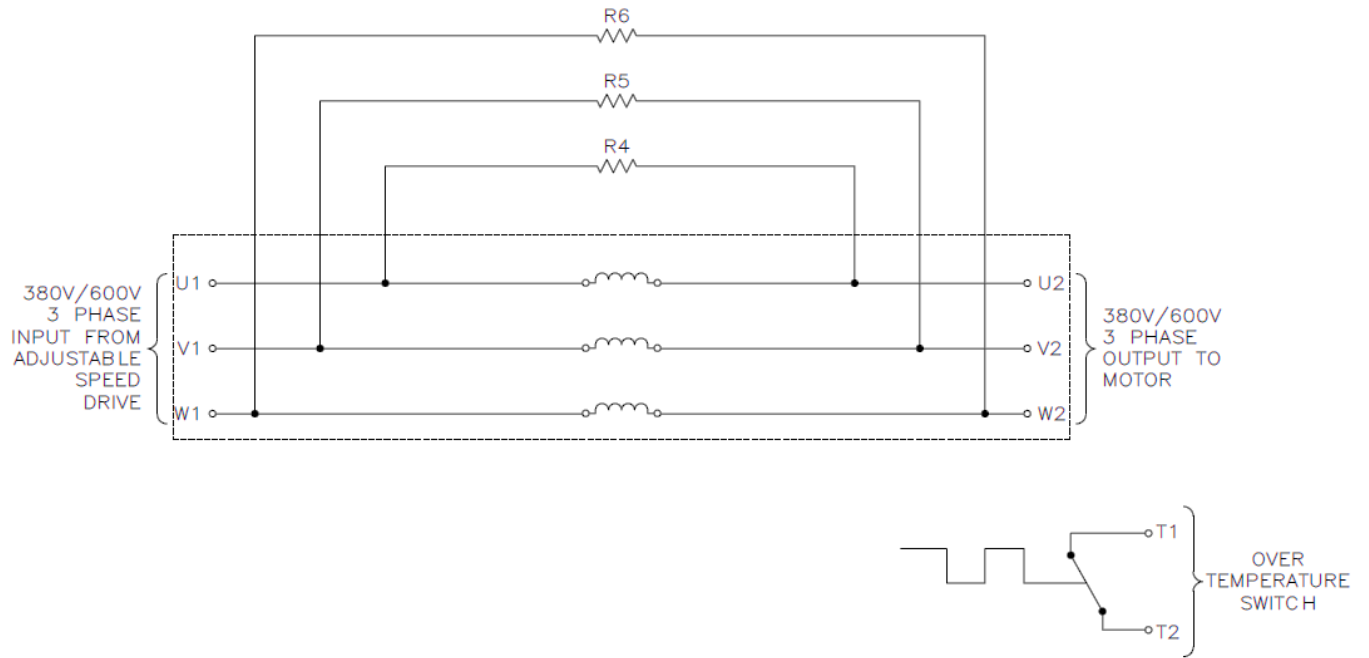 R6
R5
R4
380V/600V
3 PHASE
INPUT FROM
ADJUSTABLE
SPEED
DRIVE
U1
V1
W1
U2
V2
W2
380V/600V
3 PHASE
OUTPUT TO
MOTOR
T1
T2
OVER
TEMPERATURE
SWITCH